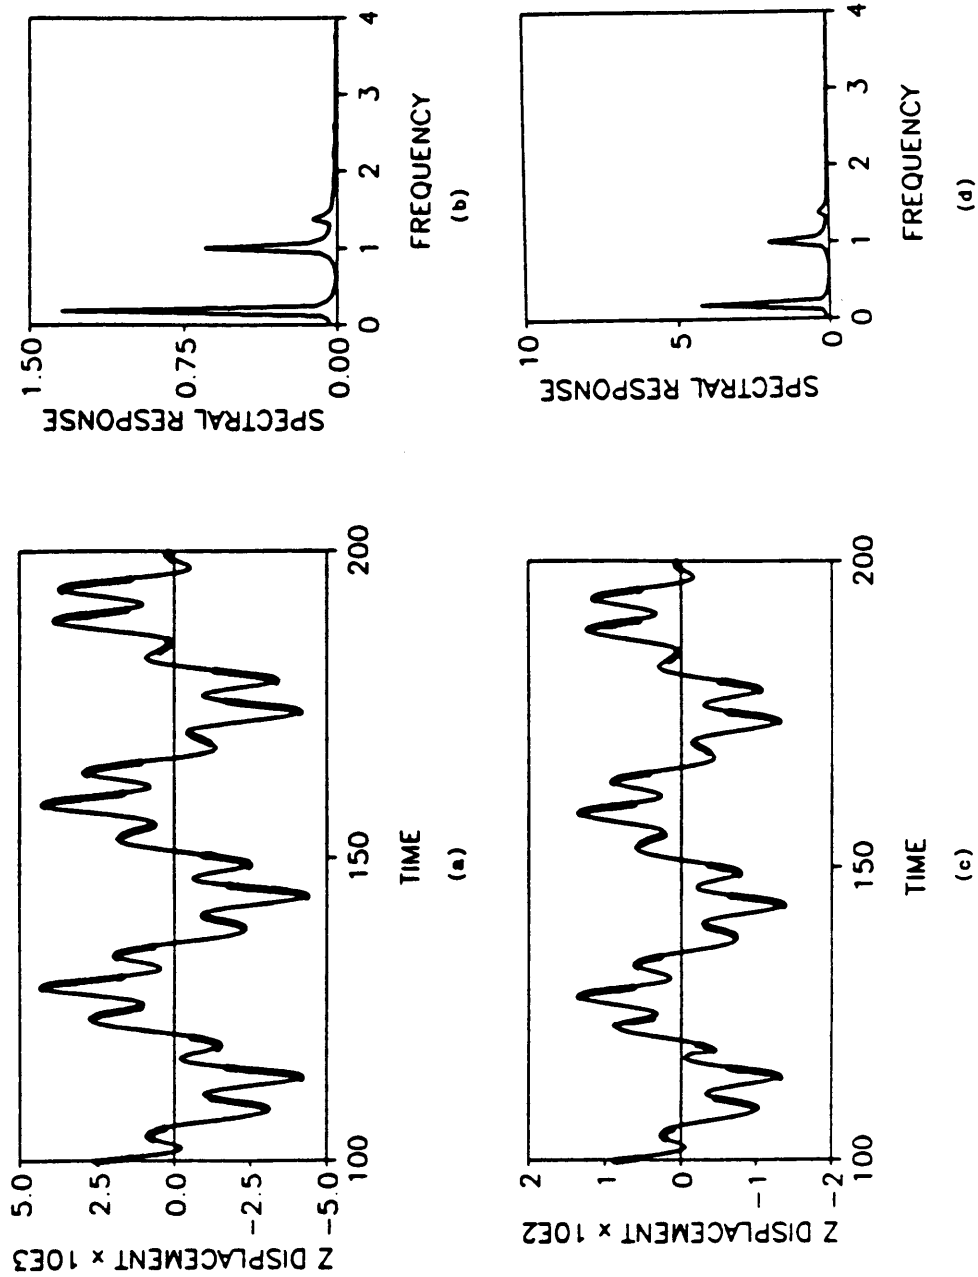 5.0
2.5
0.0
−2.5
−5.0
Z DISPLACEMENT × 10E3
100
150
200
TIME
(a)
1.50
0.75
0.00
SPECTRAL RESPONSE
0
1
2
3
4
FREQUENCY
(b)
2
1
0
−1
−2
Z DISPLACEMENT × 10E2
100
150
200
TIME
(c)
10
5
0
SPECTRAL RESPONSE
0
1
2
3
4
FREQUENCY
(d)